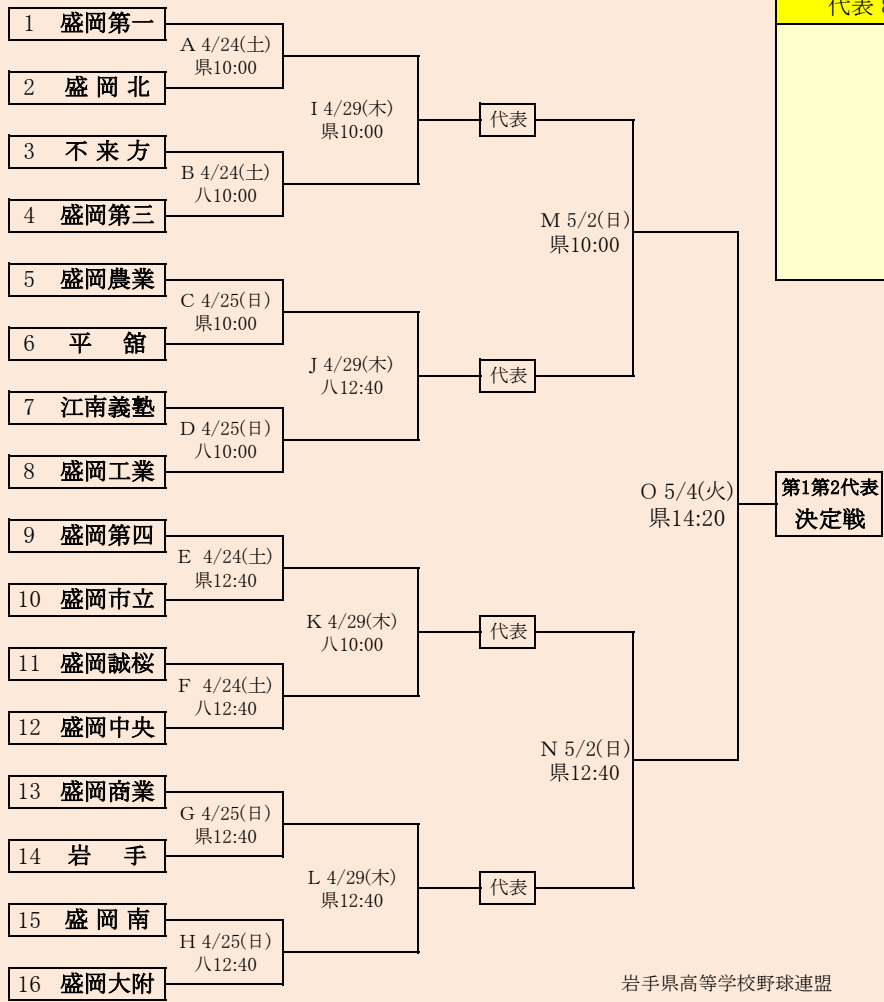 代表
1 盛岡第一
A 4/24(土)
県10:00
2 盛岡北
I 4/29(木)
県10:00
代表
3 不来方
B 4/24(土)
八10:00
4 盛岡第三
M 5/2(日)
県10:00
5 盛岡農業
C 4/25(日)
県10:00
6 平舘
J 4/29(木)
八12:40
代表
7 江南義塾
D 4/25(日)
八10:00
8 盛岡工業
O 5/4(火)
県14:20
第1第2代表
決定戦
9 盛岡第四
E 4/24(土)
県12:40
10 盛岡市立
K 4/29(木)
八10:00
代表
11 盛岡誠桜
F 4/24(土)
八12:40
12 盛岡中央
N 5/2(日)
県12:40
13 盛岡商業
G 4/25(日)
県12:40
14 岩手
L 4/29(木)
県12:40
代表
15 盛岡南
H 4/25(日)
八12:40
16 盛岡大附
岩手県高等学校野球連盟